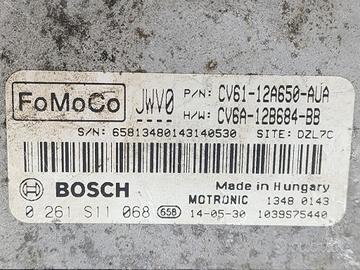 FoMoCo JWV0 P/N: CV61-12A650-AUA
H/W: CV6A-12B684-BB
S/N: 65813480143140530 SITE: DZL7C
BOSCH Made in Hungary
MOTRONIC 1348 0143
0 261 S11 068 658 14-05-30 1039S75440